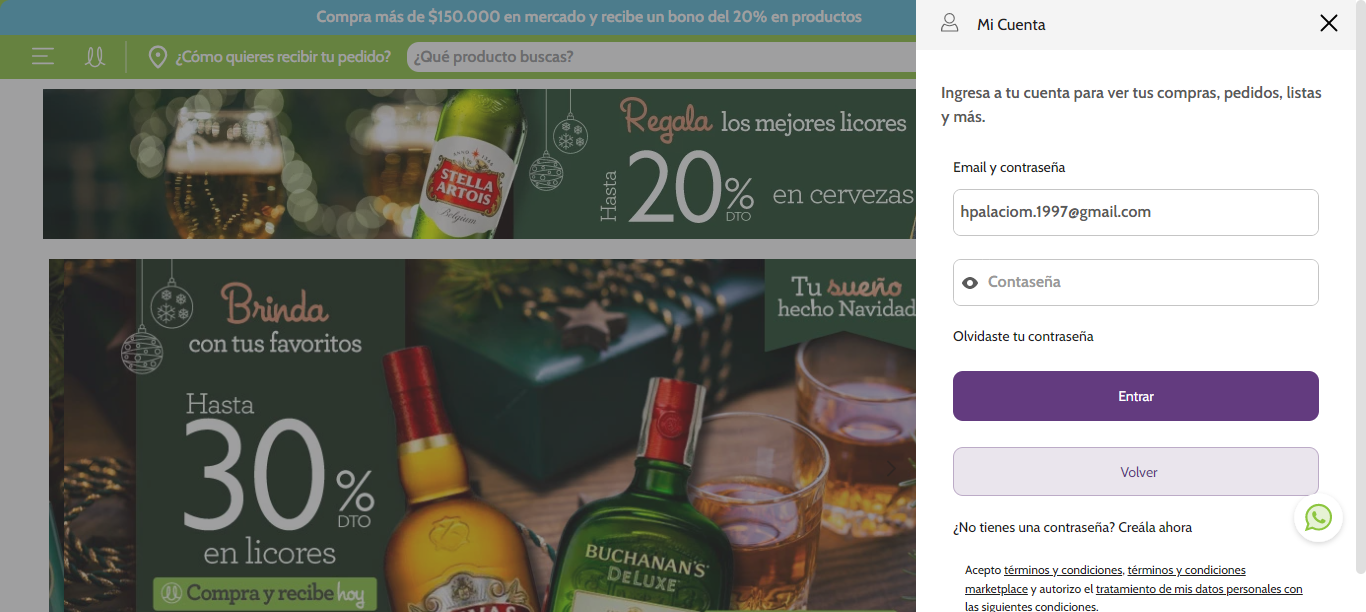 Compra más de $150.000 en mercado y recibe un bono del 20% en productos
¿Cómo quieres recibir tu pedido?
¿Qué producto buscas?
Regala los mejores licores
Hasta 20% DTO en cervezas
STELLA
ARTOIS
Belgium
Brinda
con tus favoritos
Hasta
30% DTO
en licores
Compra y recibe hoy
Tu sueño
hecho Navidad
BUCHANAN'S
DELUXE
Mi Cuenta
Ingresa a tu cuenta para ver tus compras, pedidos, listas
y más.
Email y contraseña
hpalaciom.1997@gmail.com
Contaseña
Olvidaste tu contraseña
Entrar
Volver
¿No tienes una contraseña? Creála ahora
Acepto términos y condiciones, términos y condiciones
marketplace y autorizo el tratamiento de mis datos personales con
las siguientes condiciones.